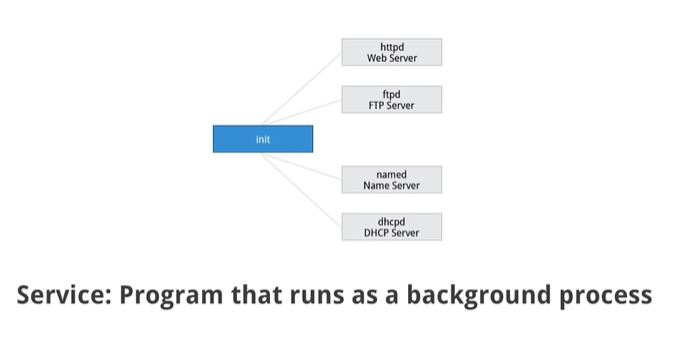 httpd
Web Server
ftpd
FTP Server
init
named
Name Server
dhcpd
DHCP Server
Service: Program that runs as a background process